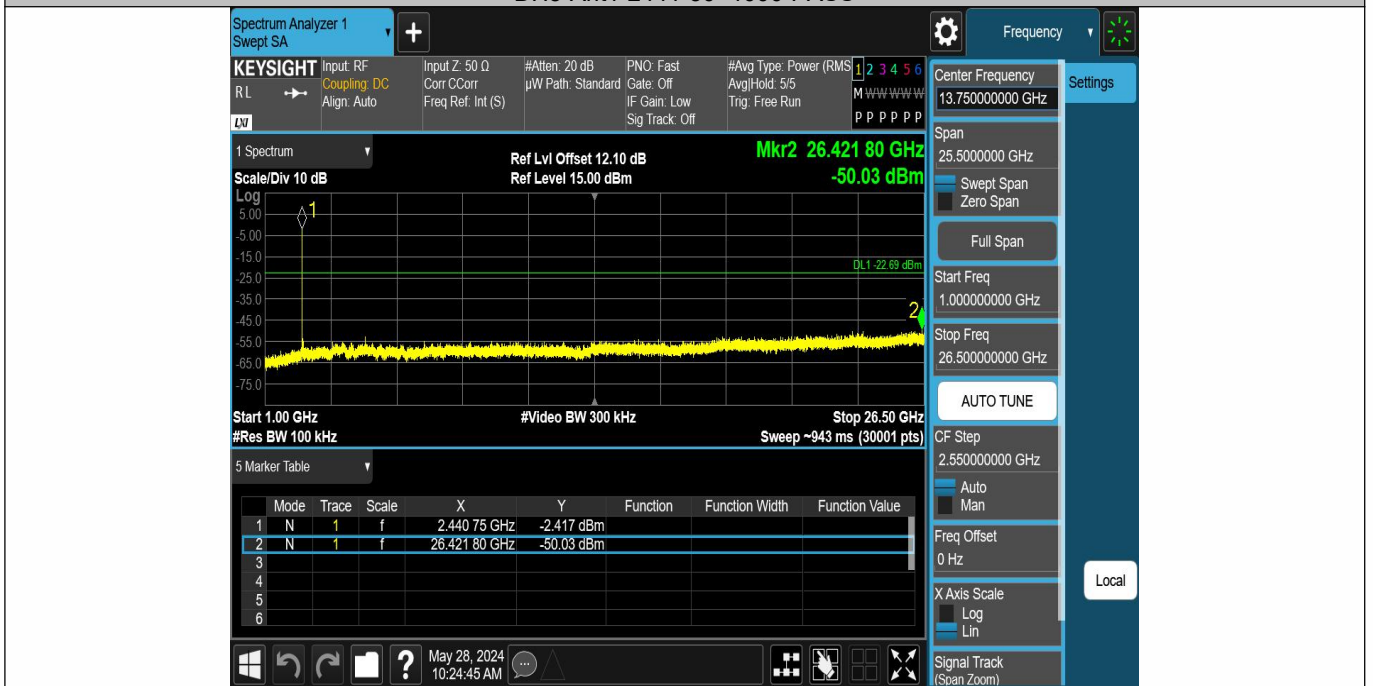 Spectrum Analyzer 1
Swept SA
+
Frequency
KEYSIGHT
RL
LXI
Input: RF
Coupling: DC
Align: Auto
Input Z: 50 Ω
Corr CCorr
Freq Ref: Int (S)
#Atten: 20 dB
µW Path: Standard
PNO: Fast
Gate: Off
IF Gain: Low
Sig Track: Off
#Avg Type: Power (RMS
Avg|Hold: 5/5
Trig: Free Run
1 2 3 4 5 6
M W W W W W
P P P P P P
1 Spectrum
Scale/Div 10 dB
Ref Lvl Offset 12.10 dB
Ref Level 15.00 dBm
Mkr2 26.421 80 GHz
-50.03 dBm
Log
5.00
-5.00
-15.0
-25.0
-35.0
-45.0
-55.0
-65.0
-75.0
1
DL1 -22.69 dBm
2
Start 1.00 GHz
#Res BW 100 kHz
#Video BW 300 kHz
Stop 26.50 GHz
Sweep ~943 ms (30001 pts)
5 Marker Table
Mode Trace Scale X Y Function Function Width Function Value
1 N 1 f 2.440 75 GHz -2.417 dBm
2 N 1 f 26.421 80 GHz -50.03 dBm
3
4
5
6
Center Frequency
13.750000000 GHz
Settings
Span
25.5000000 GHz
Swept Span
Zero Span
Full Span
Start Freq
1.000000000 GHz
Stop Freq
26.500000000 GHz
AUTO TUNE
CF Step
2.550000000 GHz
Auto
Man
Freq Offset
0 Hz
X Axis Scale
Log
Lin
Local
Signal Track
(Span Zoom)
?
May 28, 2024
10:24:45 AM